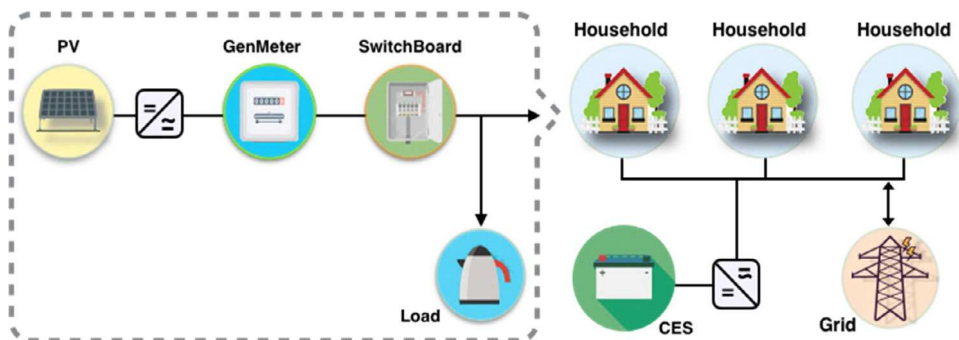 PV
GenMeter
SwitchBoard
Load
Household
Household
Household
CES
Grid